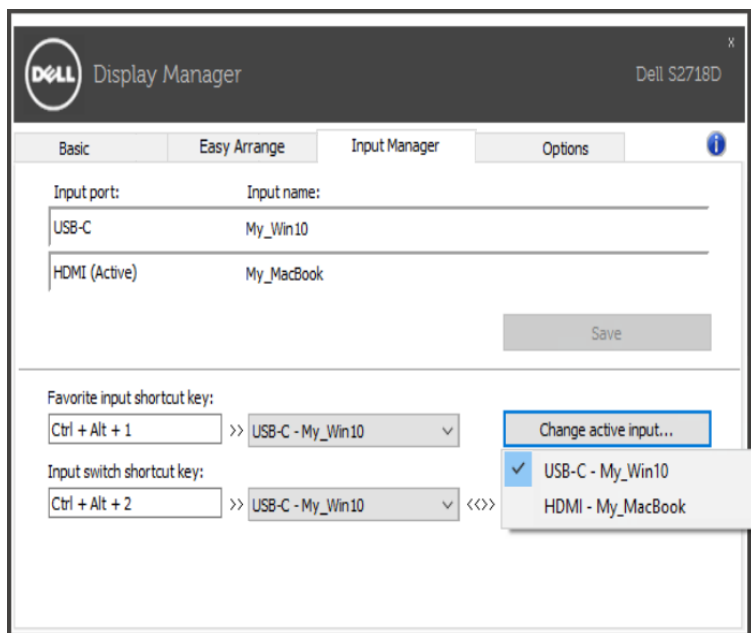 x
DELL Display Manager Dell S2718D
Basic Easy Arrange Input Manager Options i
Input port: Input name:
USB-C My_Win10
HDMI (Active) My_MacBook
Save
Favorite input shortcut key:
Ctrl + Alt + 1 >> USB-C - My_Win10 Change active input...
✓ USB-C - My_Win10
Input switch shortcut key:
Ctrl + Alt + 2 >> USB-C - My_Win10 <<>> HDMI - My_MacBook